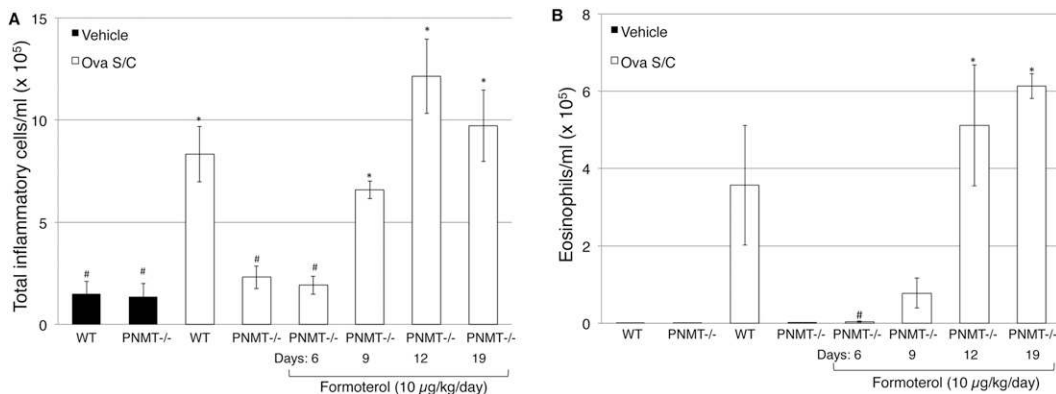 A
Total inflammatory cells/ml (x 10⁵)
15
10
5
0
Vehicle
Ova S/C
#
#
*
#
#
*
*
*
WT PNMT-/- WT PNMT-/- PNMT-/- PNMT-/- PNMT-/- PNMT-/-
Days: 6 9 12 19
Formoterol (10 µg/kg/day)
B
Eosinophils/ml (x 10⁵)
8
6
4
2
0
Vehicle
Ova S/C
#
*
*
WT PNMT-/- WT PNMT-/- PNMT-/- PNMT-/- PNMT-/- PNMT-/-
Days: 6 9 12 19
Formoterol (10 µg/kg/day)